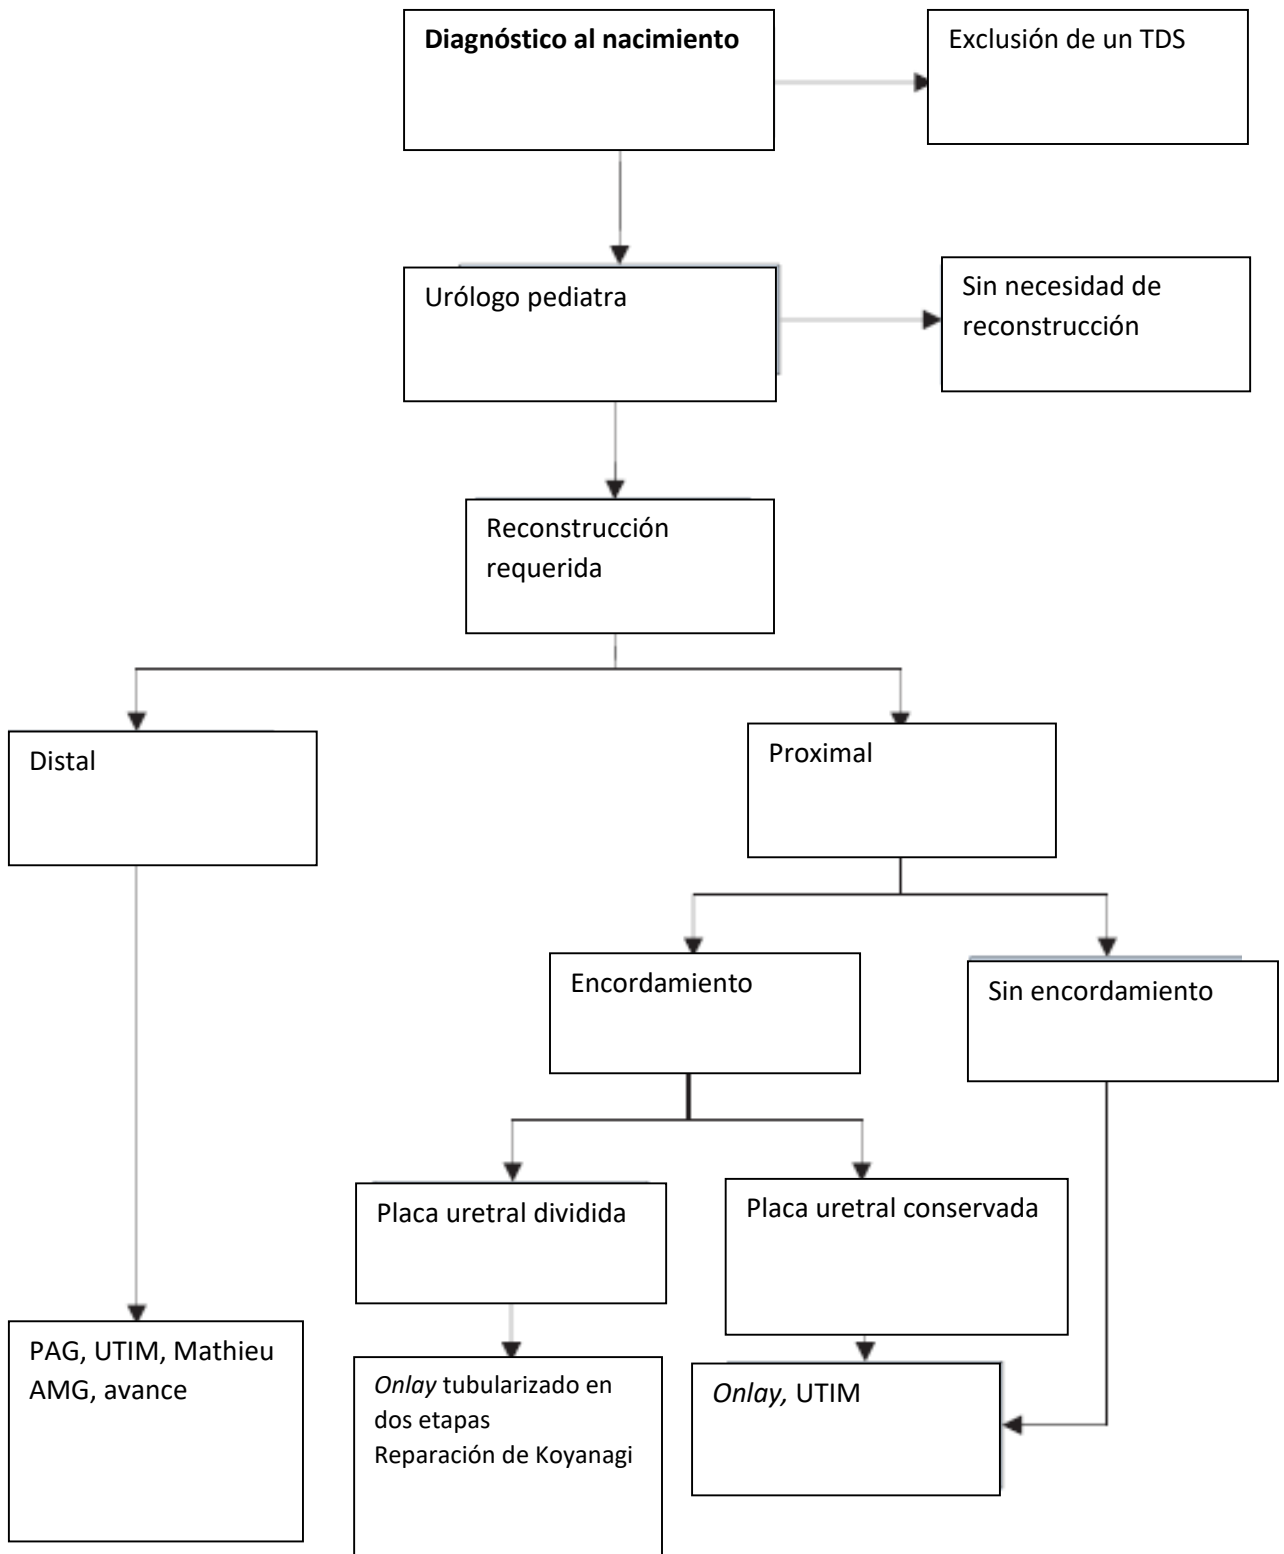 Diagnóstico al nacimiento
Exclusión de un TDS
Urólogo pediatra
Sin necesidad de
reconstrucción
Reconstrucción
requerida
Distal
Proximal
Encordamiento
Sin encordamiento
Placa uretral dividida
Placa uretral conservada
PAG, UTIM, Mathieu
AMG, avance
Onlay tubularizado en
dos etapas
Reparación de Koyanagi
Onlay, UTIM